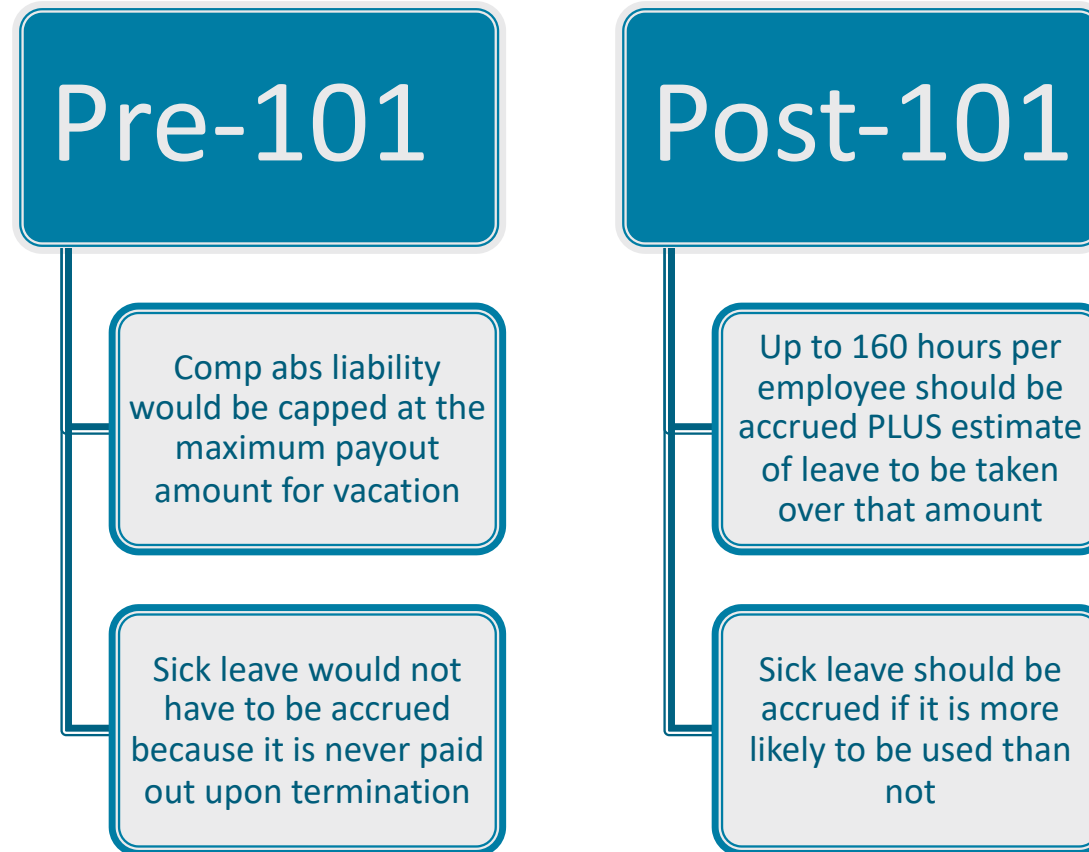 Pre-101
Comp abs liability
would be capped at the
maximum payout
amount for vacation
Sick leave would not
have to be accrued
because it is never paid
out upon termination
Post-101
Up to 160 hours per
employee should be
accrued PLUS estimate
of leave to be taken
over that amount
Sick leave should be
accrued if it is more
likely to be used than
not